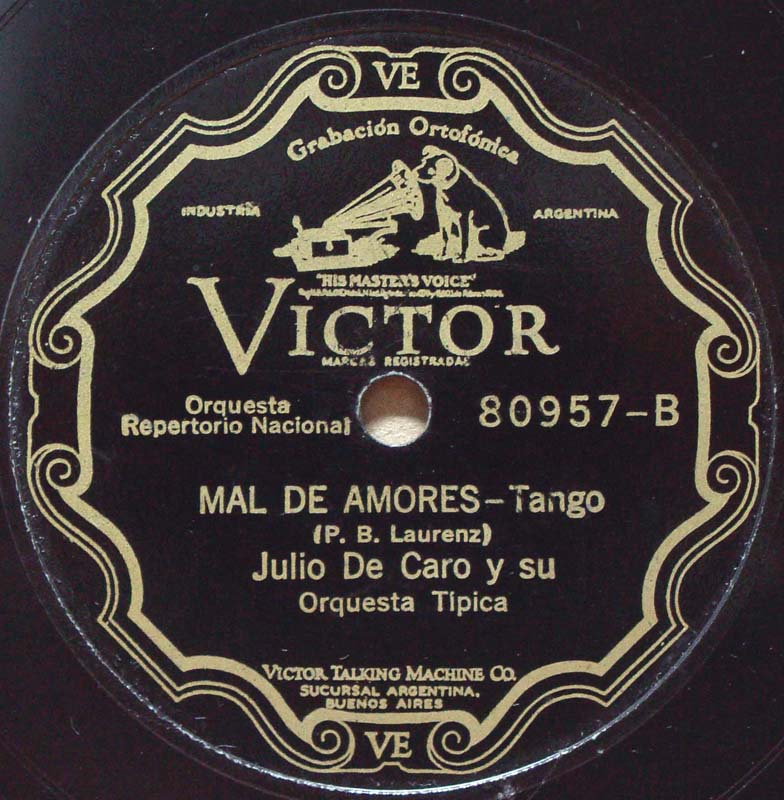 VE
Grabación Ortofónica
INDUSTRIA ARGENTINA
"HIS MASTER'S VOICE"
VICTOR
MARCAS REGISTRADAS
Orquesta
Repertorio Nacional
80957-B
MAL DE AMORES-Tango
(P. B. Laurenz)
Julio De Caro y su
Orquesta Típica
VICTOR TALKING MACHINE CO.
SUCURSAL ARGENTINA,
BUENOS AIRES
VE